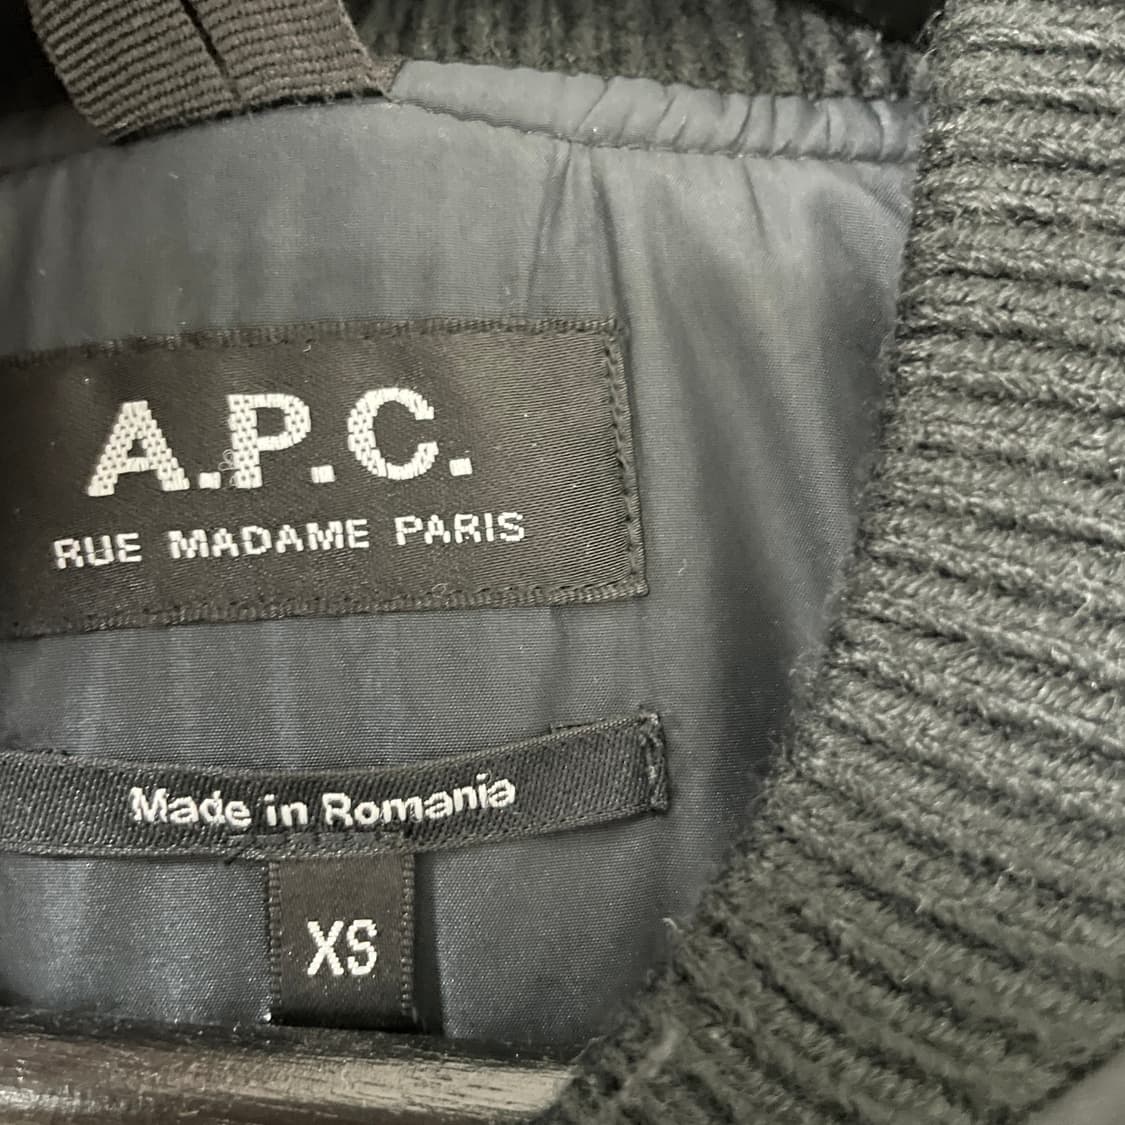 A.P.C.
RUE MADAME PARIS
Made in Romania
XS